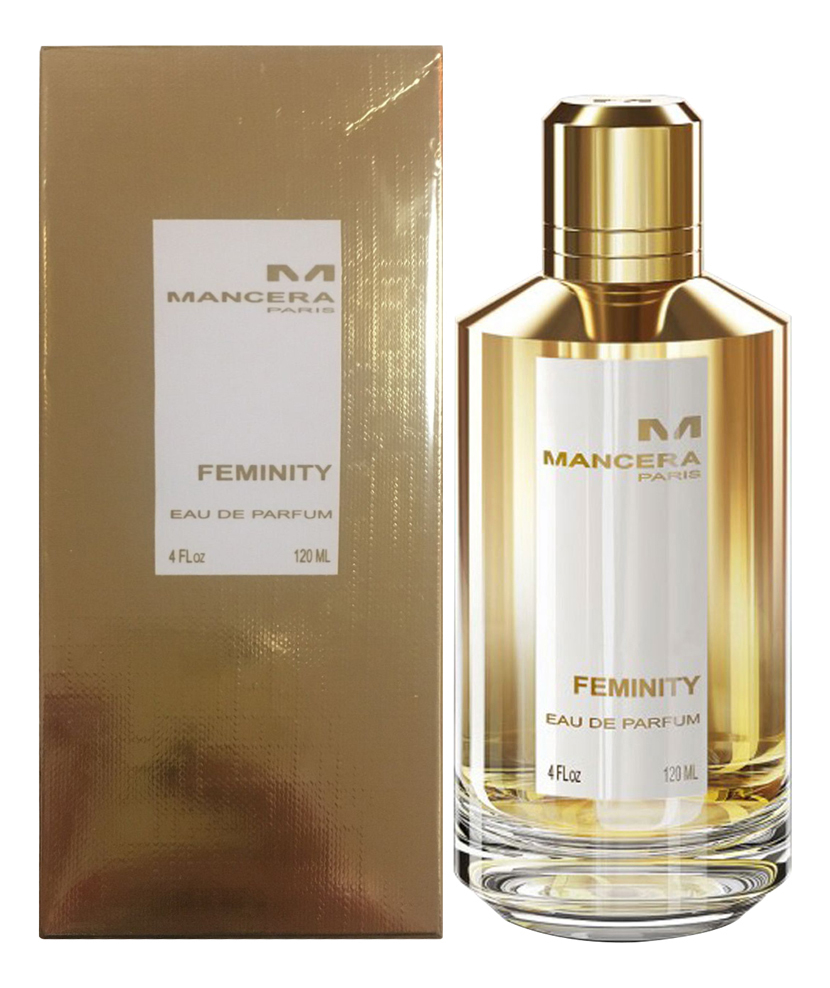 M
MANCERA
PARIS
FEMINITY
EAU DE PARFUM
4 FLoz 120 ML
M
MANCERA
PARIS
FEMINITY
EAU DE PARFUM
4 FLoz 120 ML